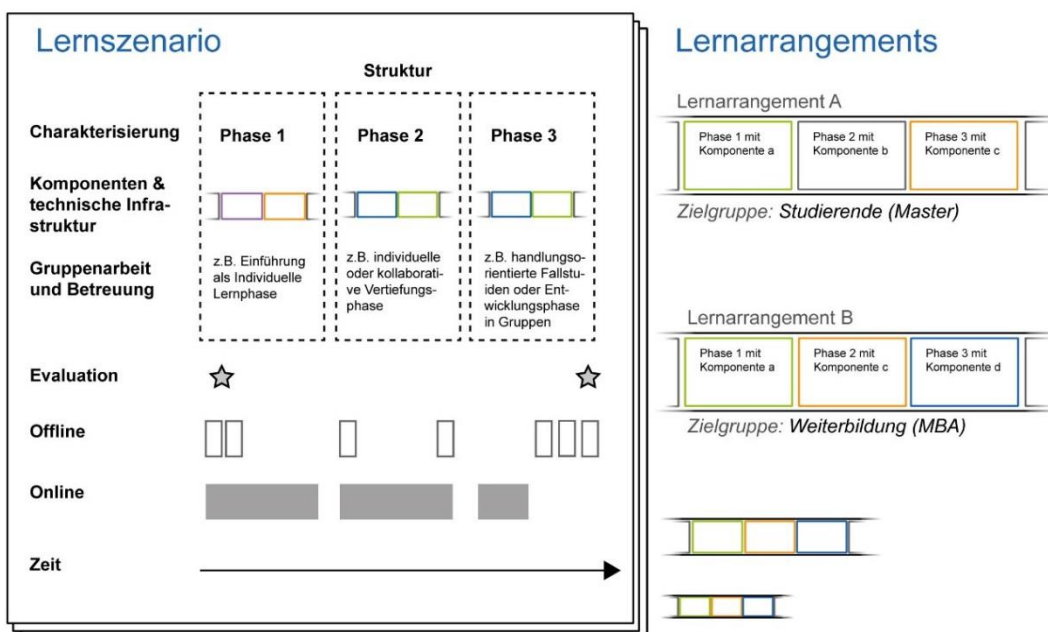 Lernszenario
Struktur
Charakterisierung
Phase 1
Phase 2
Phase 3
Komponenten &
technische Infra-
struktur
Gruppenarbeit
und Betreuung
z.B. Einführung
als Individuelle
Lernphase
z.B. individuelle
oder kollaborati-
ve Vertiefungs-
phase
z.B. handlungso-
rientierte Fallstu-
iden oder Ent-
wicklungsphase
in Gruppen
Evaluation
Offline
Online
Zeit
Lernarrangements
Lernarrangement A
Phase 1 mit
Komponente a
Phase 2 mit
Komponente b
Phase 3 mit
Komponente c
Zielgruppe: Studierende (Master)
Lernarrangement B
Phase 1 mit
Komponente a
Phase 2 mit
Komponente c
Phase 3 mit
Komponente d
Zielgruppe: Weiterbildung (MBA)